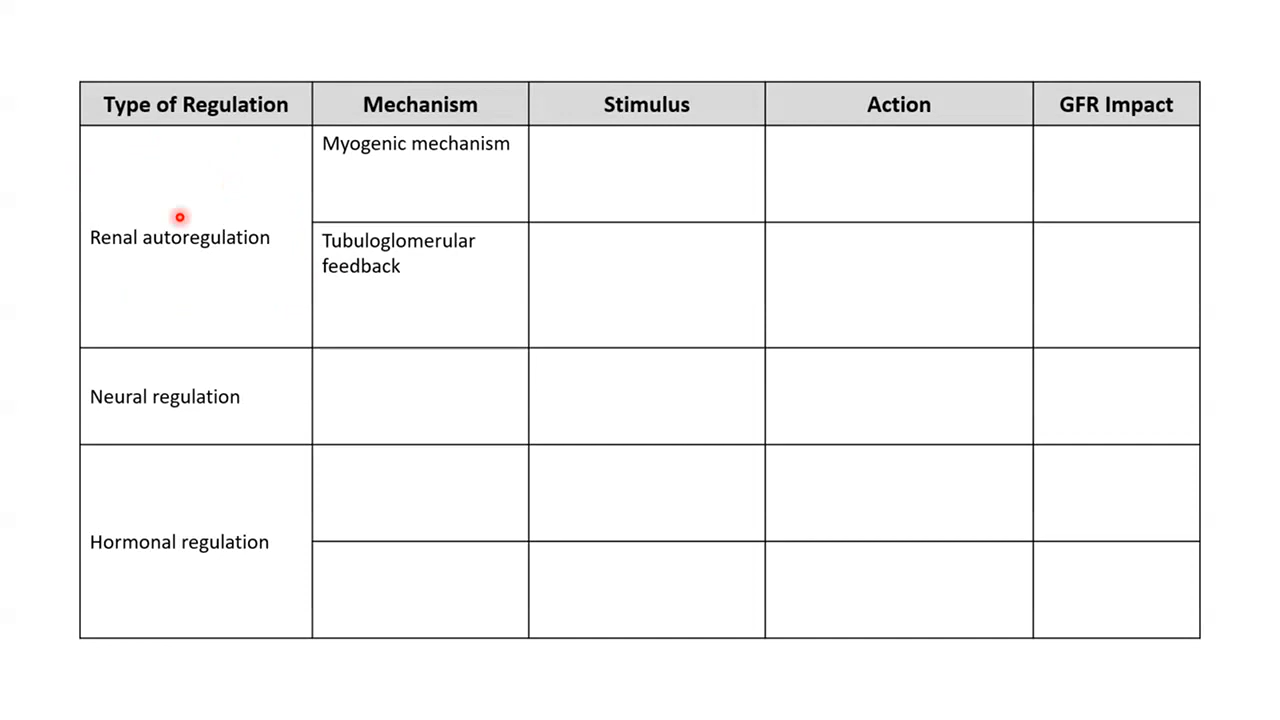 Type of Regulation
Mechanism
Stimulus
Action
GFR Impact
Renal autoregulation
Myogenic mechanism
Tubuloglomerular
feedback
Neural regulation
Hormonal regulation